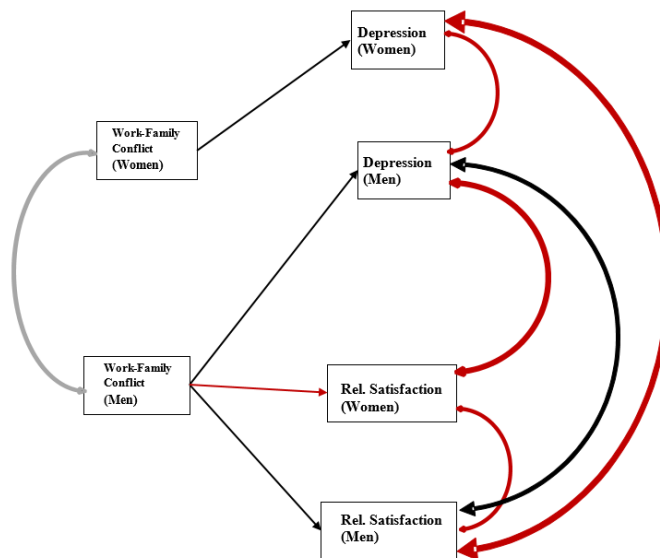 Depression
(Women)
Work-Family
Conflict
(Women)
Depression
(Men)
Work-Family
Conflict
(Men)
Rel. Satisfaction
(Women)
Rel. Satisfaction
(Men)